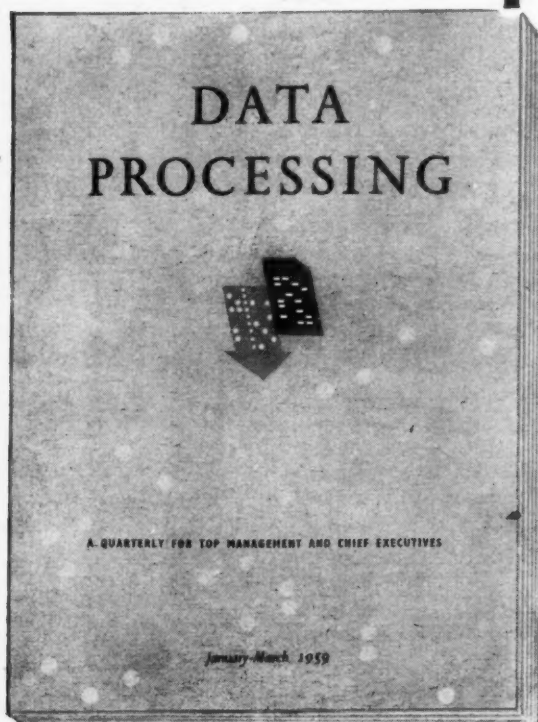 DATA
PROCESSING
A QUARTERLY FOR TOP MANAGEMENT AND CHIEF EXECUTIVES
January-March 1959